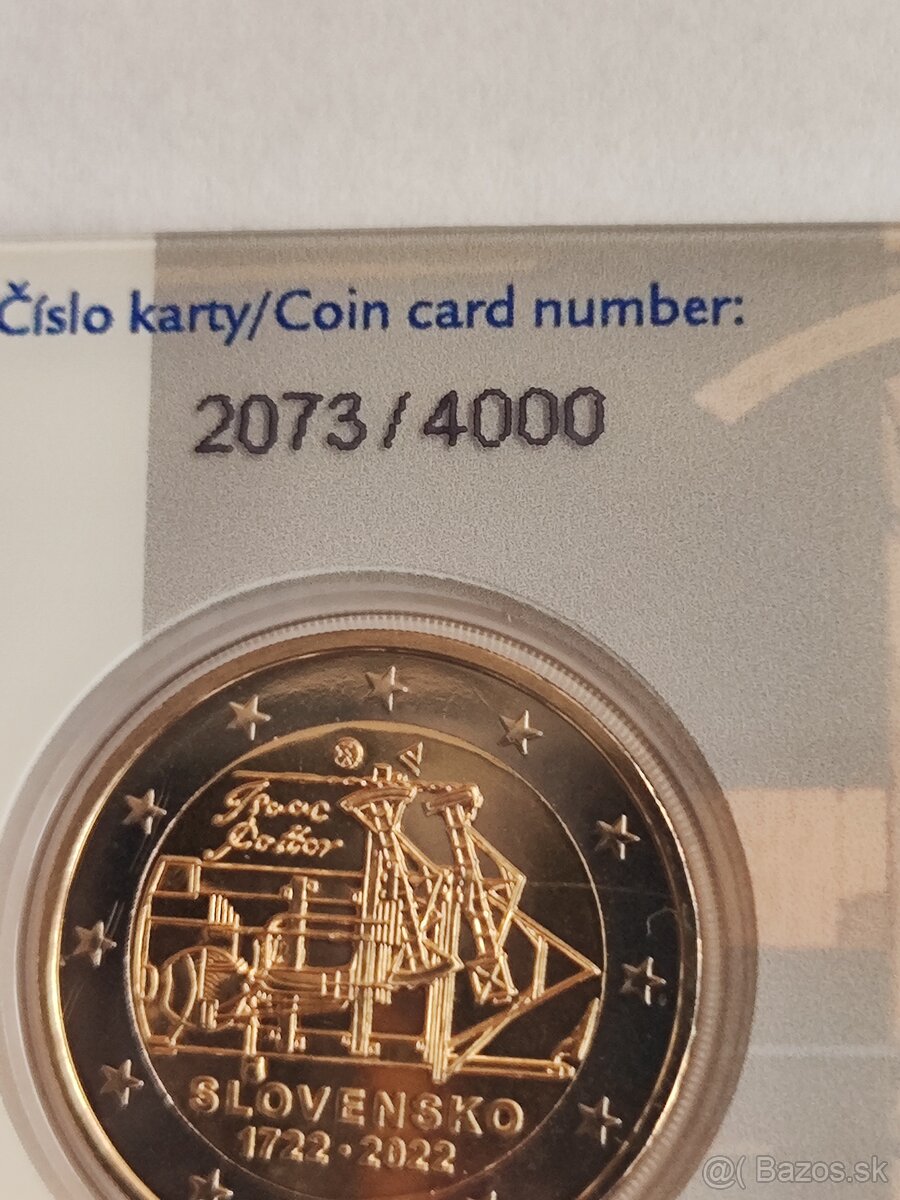 Číslo karty/Coin card number:
2073/4000
Isaac
Potter
SLOVENSKO
1722·2022
@( Bazos.sk